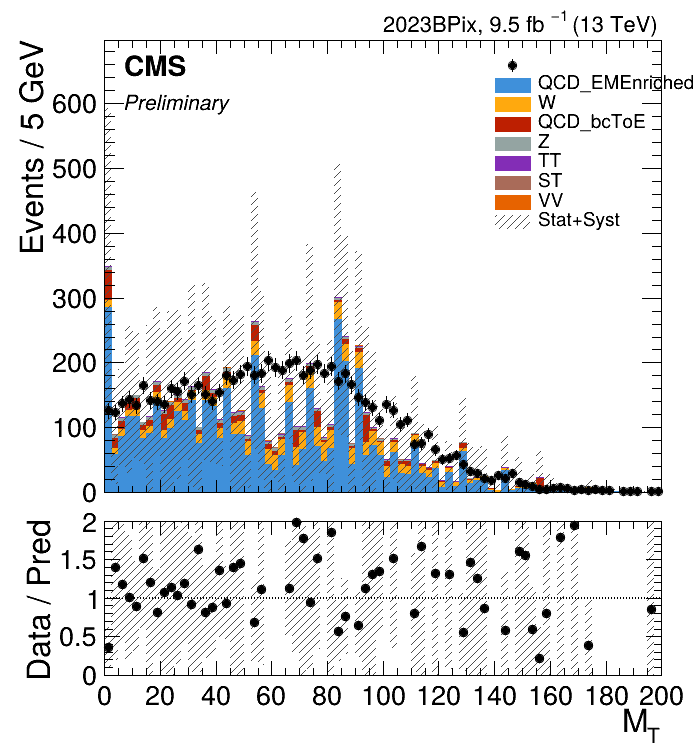 2023BPix, 9.5 fb⁻¹ (13 TeV)
CMS
Preliminary
QCD_EMEnriched
W
QCD_bcToE
Z
TT
ST
VV
Stat+Syst
Events / 5 GeV
600
500
400
300
200
100
0
Data / Pred
2
1.5
1
0.5
0
0 20 40 60 80 100 120 140 160 180 200
M_T